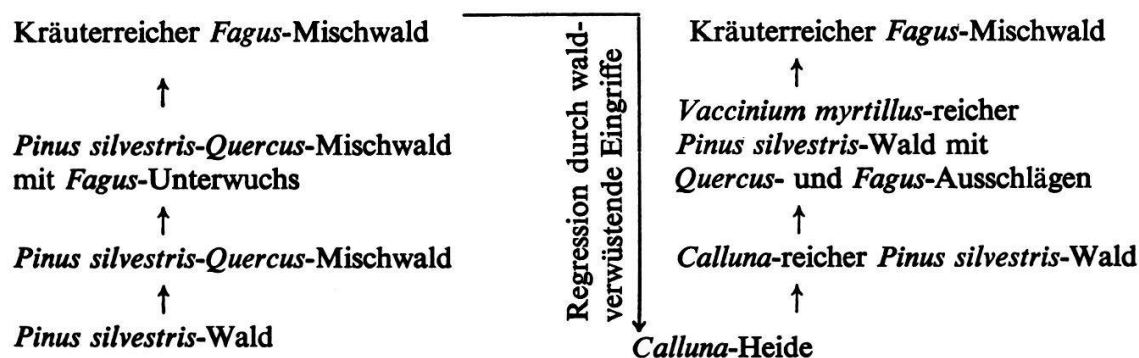 Kräuterreicher Fagus-Mischwald
Pinus silvestris-Quercus-Mischwald
mit Fagus-Unterwuchs
Pinus silvestris-Quercus-Mischwald
Pinus silvestris-Wald
Regression durch wald-
verwüstende Eingriffe
Kräuterreicher Fagus-Mischwald
Vaccinium myrtillus-reicher
Pinus silvestris-Wald mit
Quercus- und Fagus-Ausschlägen
Calluna-reicher Pinus silvestris-Wald
Calluna-Heide